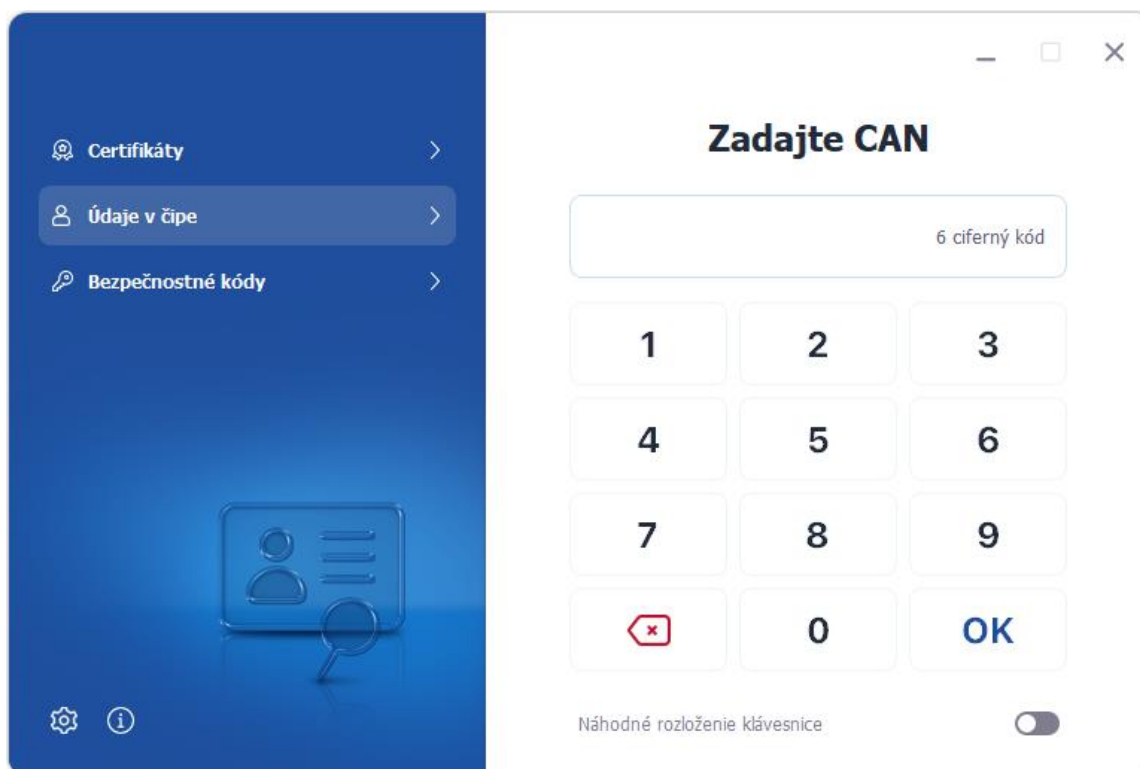 Certifikáty
Údaje v čipe
Bezpečnostné kódy
Zadajte CAN
6 ciferný kód
1 2 3
4 5 6
7 8 9
0 OK
Náhodné rozloženie klávesnice